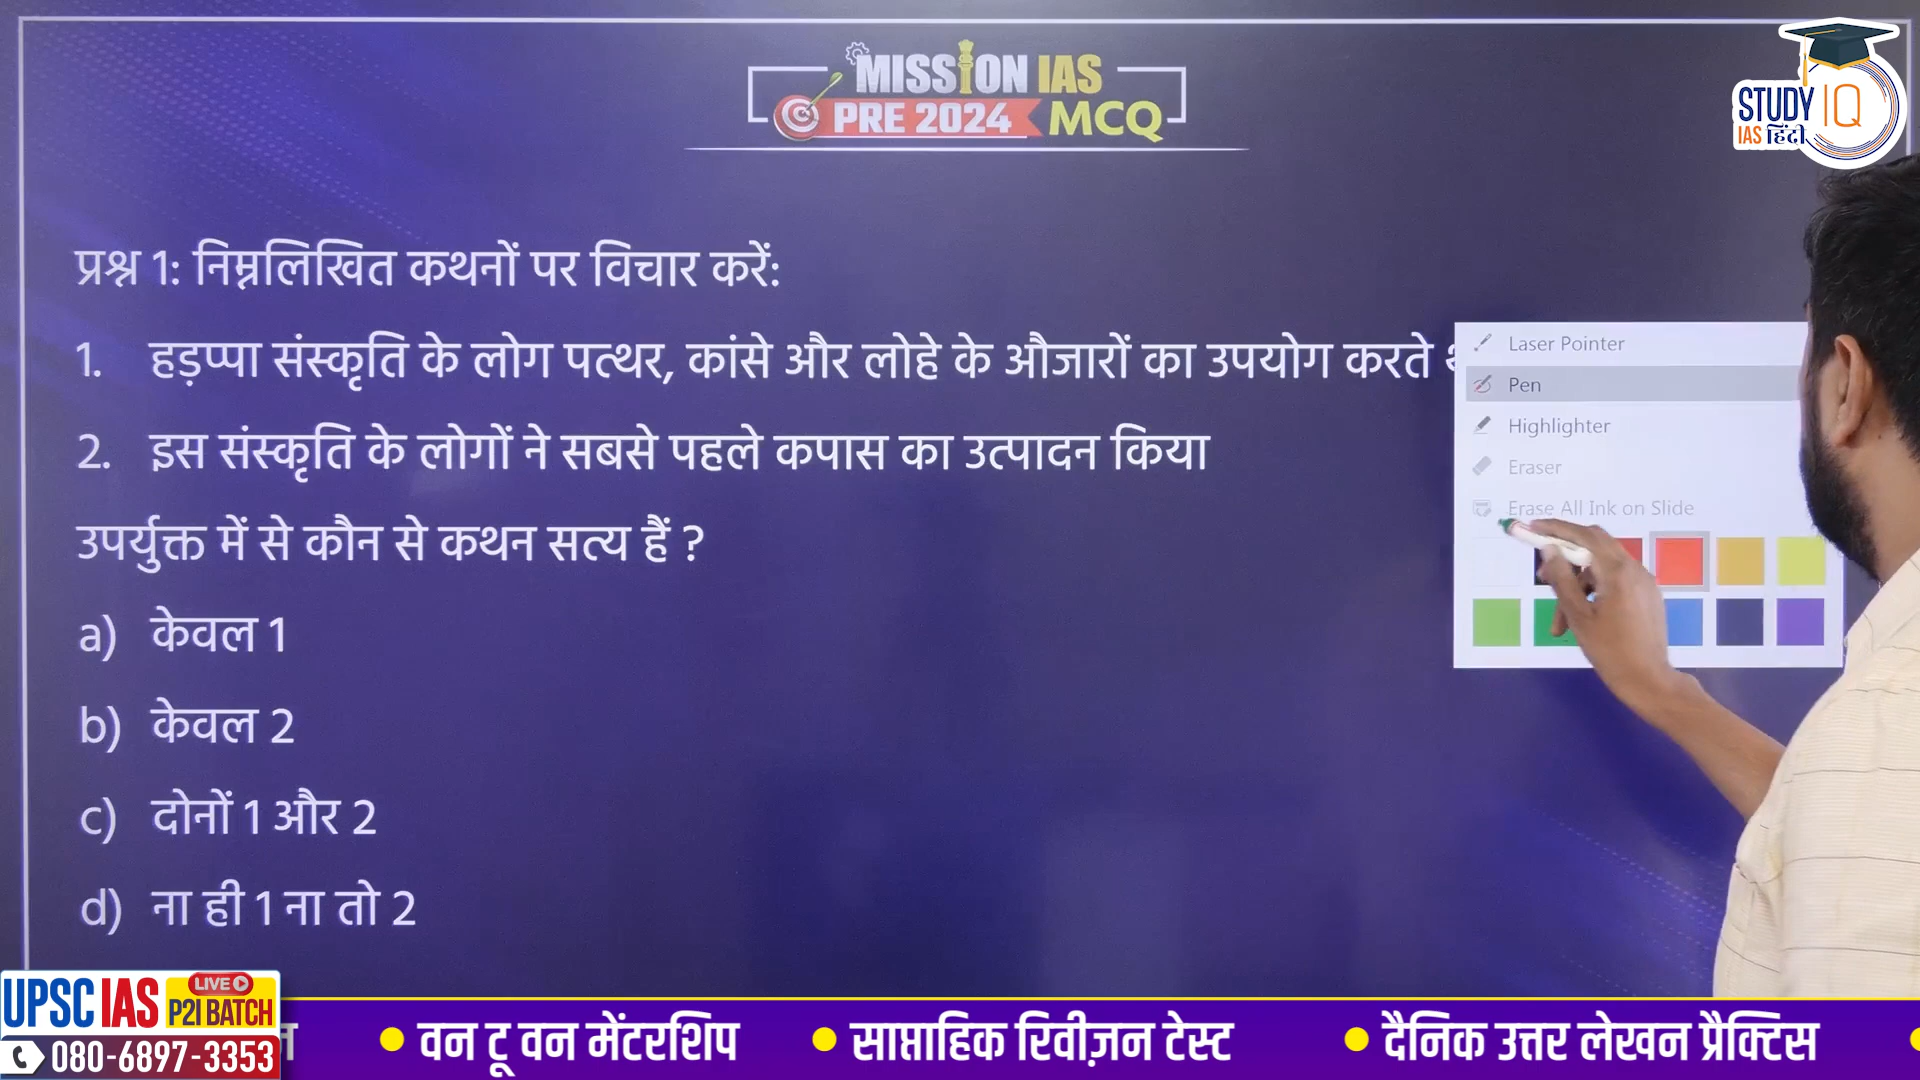 MISSION IAS
PRE 2024 MCQ
STUDY IQ
IAS हिंदी
प्रश्न 1: निम्नलिखित कथनों पर विचार करें:
1. हड़प्पा संस्कृति के लोग पत्थर, कांसे और लोहे के औजारों का उपयोग करते
2. इस संस्कृति के लोगों ने सबसे पहले कपास का उत्पादन किया
उपर्युक्त में से कौन से कथन सत्य हैं ?
a) केवल 1
b) केवल 2
c) दोनों 1 और 2
d) ना ही 1 ना तो 2
Laser Pointer
Pen
Highlighter
Eraser
Erase All Ink on Slide
UPSC IAS LIVE P2I BATCH
080-6897-3353
वन टू वन मेंटरशिप
साप्ताहिक रिवीज़न टेस्ट
दैनिक उत्तर लेखन प्रैक्टिस